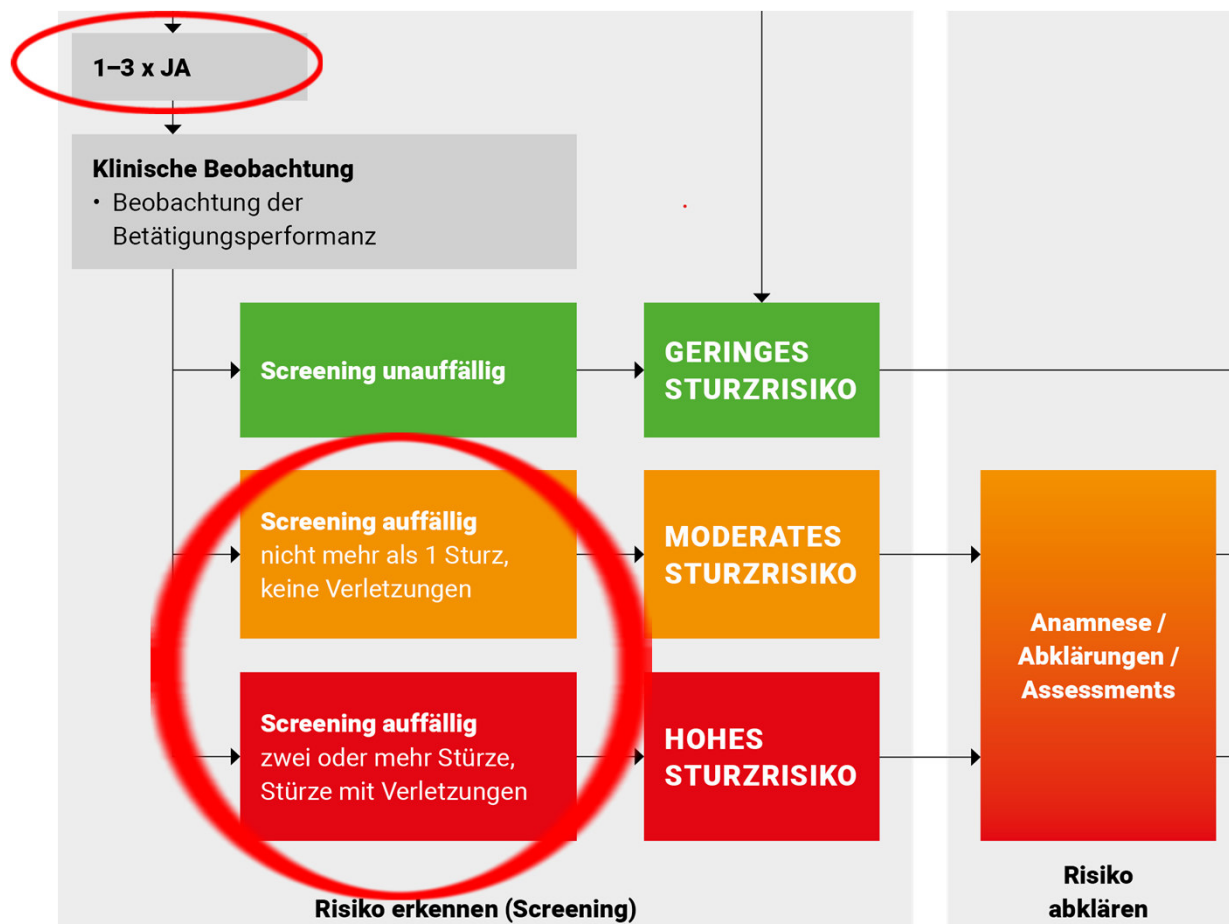 1–3 x JA
Klinische Beobachtung
• Beobachtung der
Betätigungsperformanz
Screening unauffällig
GERINGES
STURZRISIKO
Screening auffällig
nicht mehr als 1 Sturz,
keine Verletzungen
MODERATES
STURZRISIKO
Screening auffällig
zwei oder mehr Stürze,
Stürze mit Verletzungen
HOHES
STURZRISIKO
Anamnese /
Abklärungen /
Assessments
Risiko erkennen (Screening)
Risiko
abklären